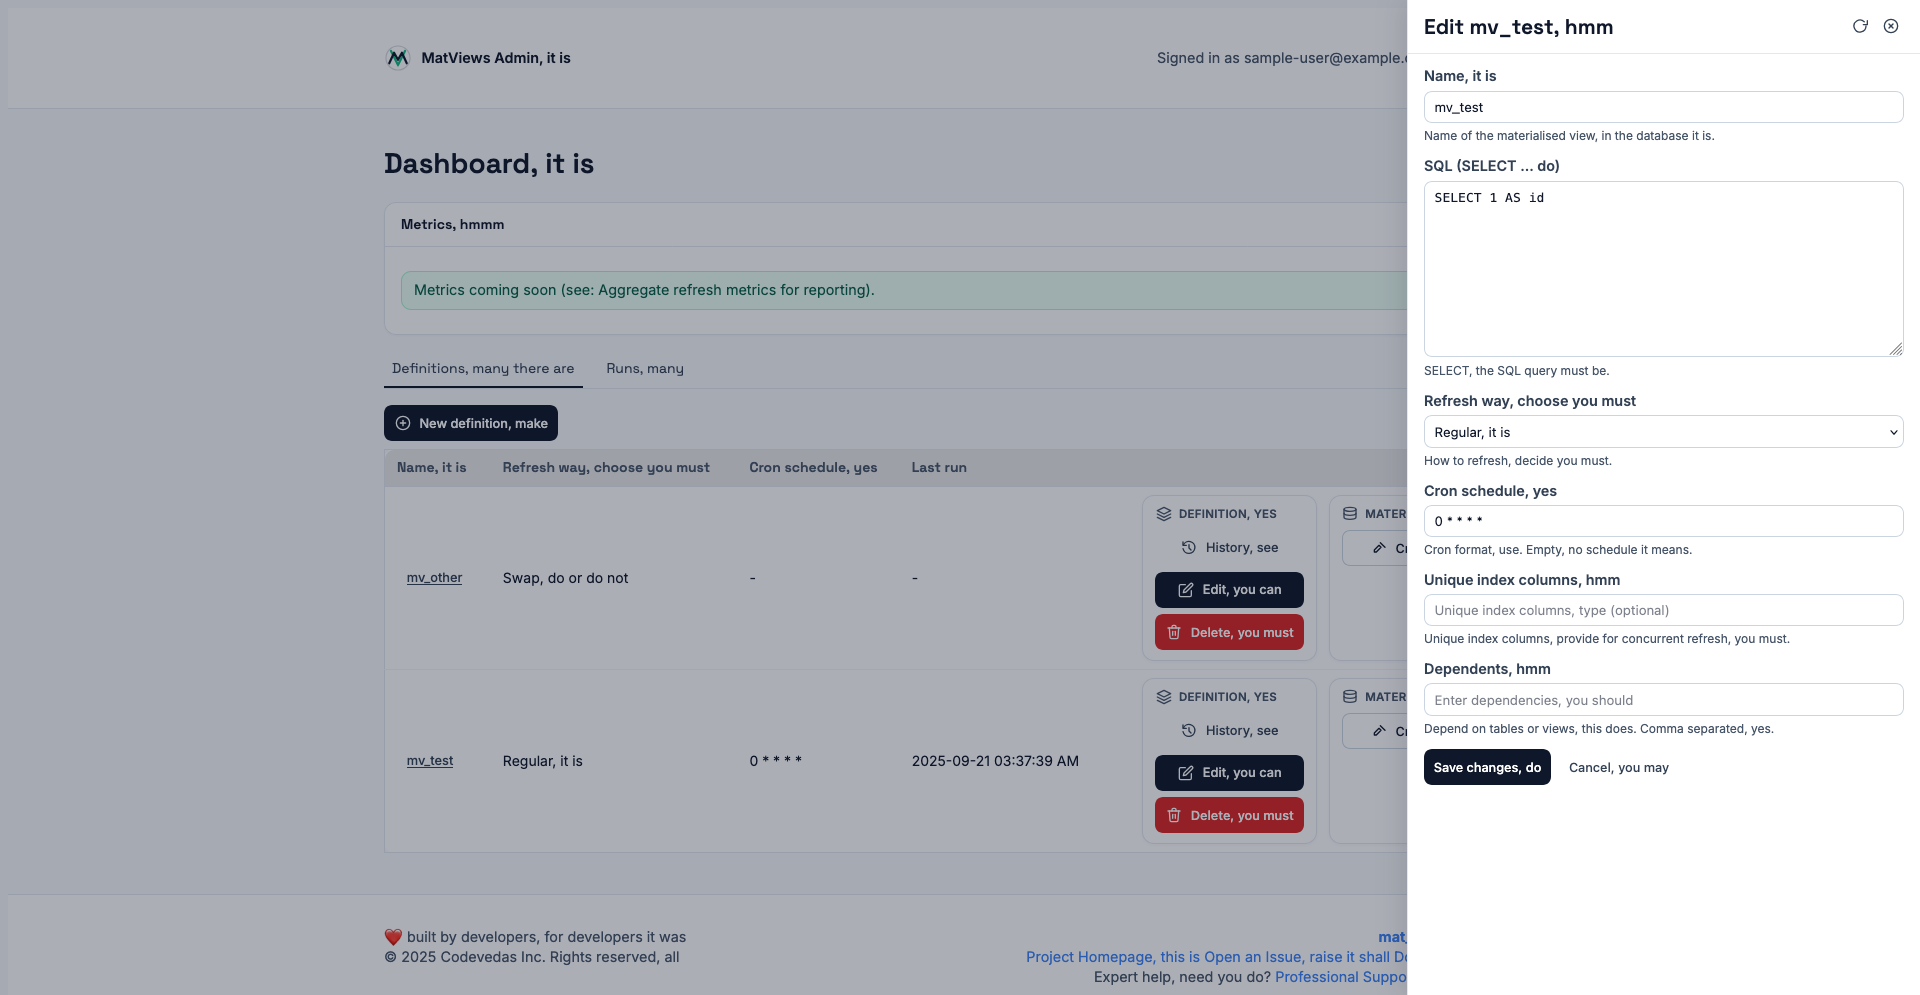 MatViews Admin, it is
Signed in as sample-user@example.
Dashboard, it is
Metrics, hmmm
Metrics coming soon (see: Aggregate refresh metrics for reporting).
Definitions, many there are
Runs, many
New definition, make
Name, it is
Refresh way, choose you must
Cron schedule, yes
Last run
mv_other
Swap, do or do not
-
-
DEFINITION, YES
History, see
Edit, you can
Delete, you must
MATER
Cr
mv_test
Regular, it is
0 * * * *
2025-09-21 03:37:39 AM
DEFINITION, YES
History, see
Edit, you can
Delete, you must
MATER
Cr
❤️ built by developers, for developers it was
© 2025 Codevedas Inc. Rights reserved, all
mat_
Project Homepage, this is Open an Issue, raise it shall Do
Expert help, need you do? Professional Suppo
Edit mv_test, hmm
Name, it is
mv_test
Name of the materialised view, in the database it is.
SQL (SELECT … do)
SELECT 1 AS id
SELECT, the SQL query must be.
Refresh way, choose you must
Regular, it is
How to refresh, decide you must.
Cron schedule, yes
0 * * * *
Cron format, use. Empty, no schedule it means.
Unique index columns, hmm
Unique index columns, type (optional)
Unique index columns, provide for concurrent refresh, you must.
Dependents, hmm
Enter dependencies, you should
Depend on tables or views, this does. Comma separated, yes.
Save changes, do
Cancel, you may